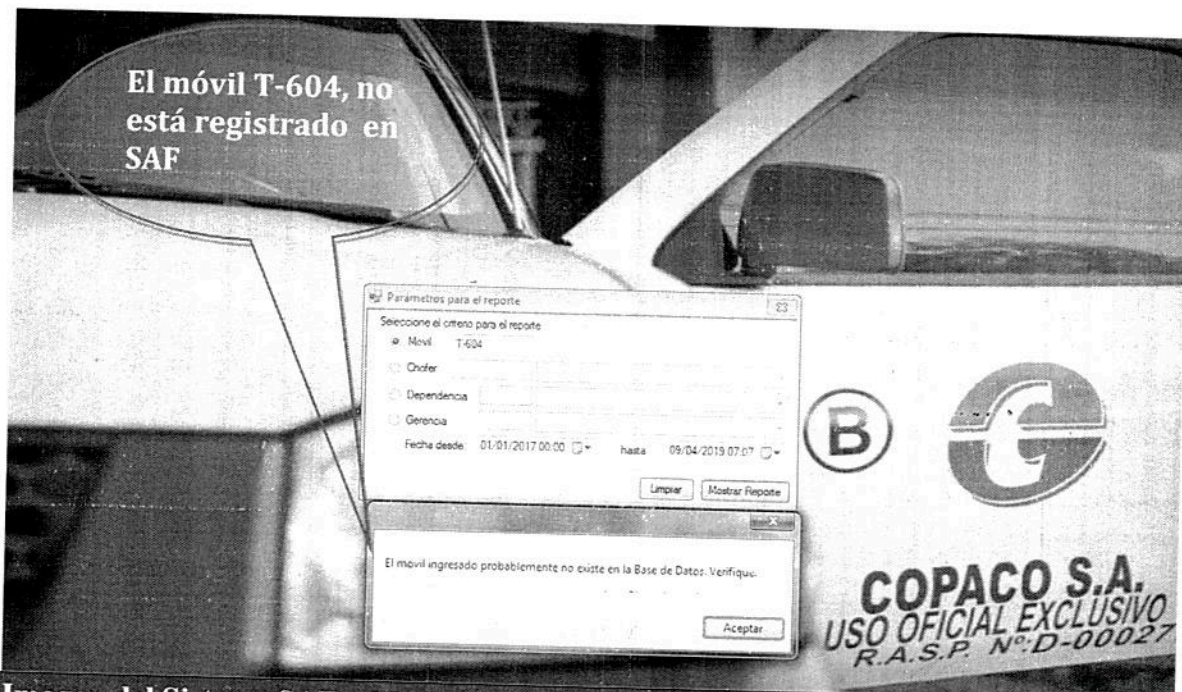 El móvil T-604, no
está registrado en
SAF
Parámetros para el reporte
Seleccione el criterio para el reporte
Movil T-604
Chofer
Dependencia
Gerencia
Fecha desde: 01/01/2017 00:00 hasta 09/04/2019 07:07
Limpiar Mostrar Reporte
El movil ingresado probablemente no existe en la Base de Datos. Verifique.
Aceptar
B
COPACO S.A.
USO OFICIAL EXCLUSIVO
R.A.S.P. Nº:D-00027